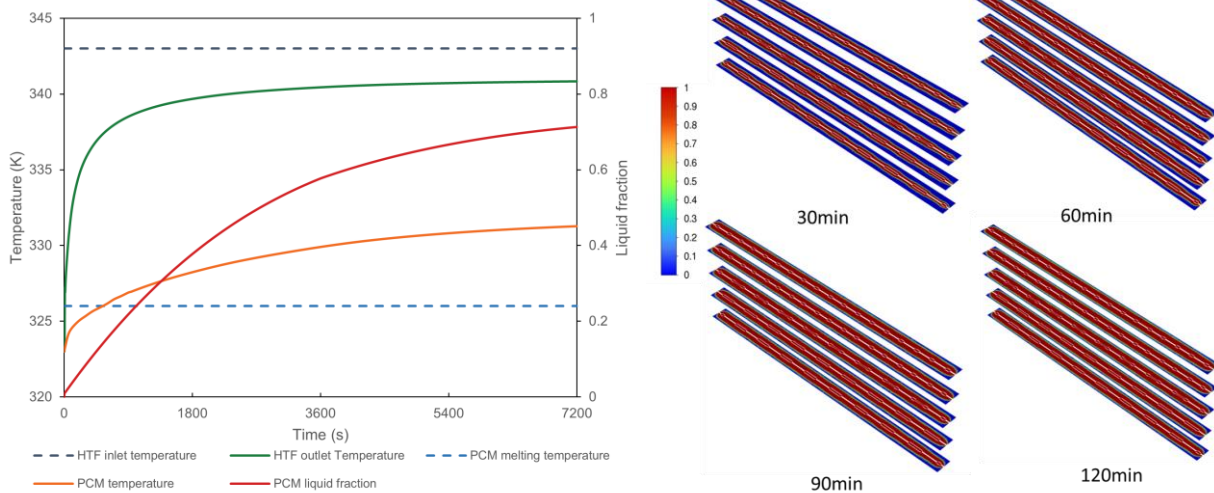 345
340
335
330
325
320
Temperature (K)
1
0.8
0.6
0.4
0.2
0
Liquid fraction
0
1800
3600
5400
7200
Time (s)
HTF inlet temperature
HTF outlet Temperature
PCM melting temperature
PCM temperature
PCM liquid fraction
1
0.9
0.8
0.7
0.6
0.5
0.4
0.3
0.2
0.1
0
30min
60min
90min
120min